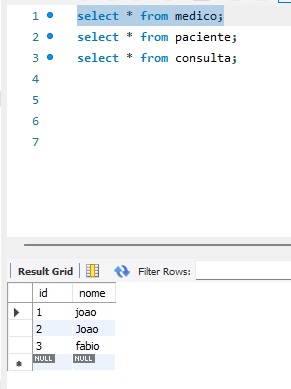 1 select * from medico;
2 select * from paciente;
3 select * from consulta;
4
5
6
7
Result Grid Filter Rows:
id nome
1 joao
2 Joao
3 fabio
NULL NULL